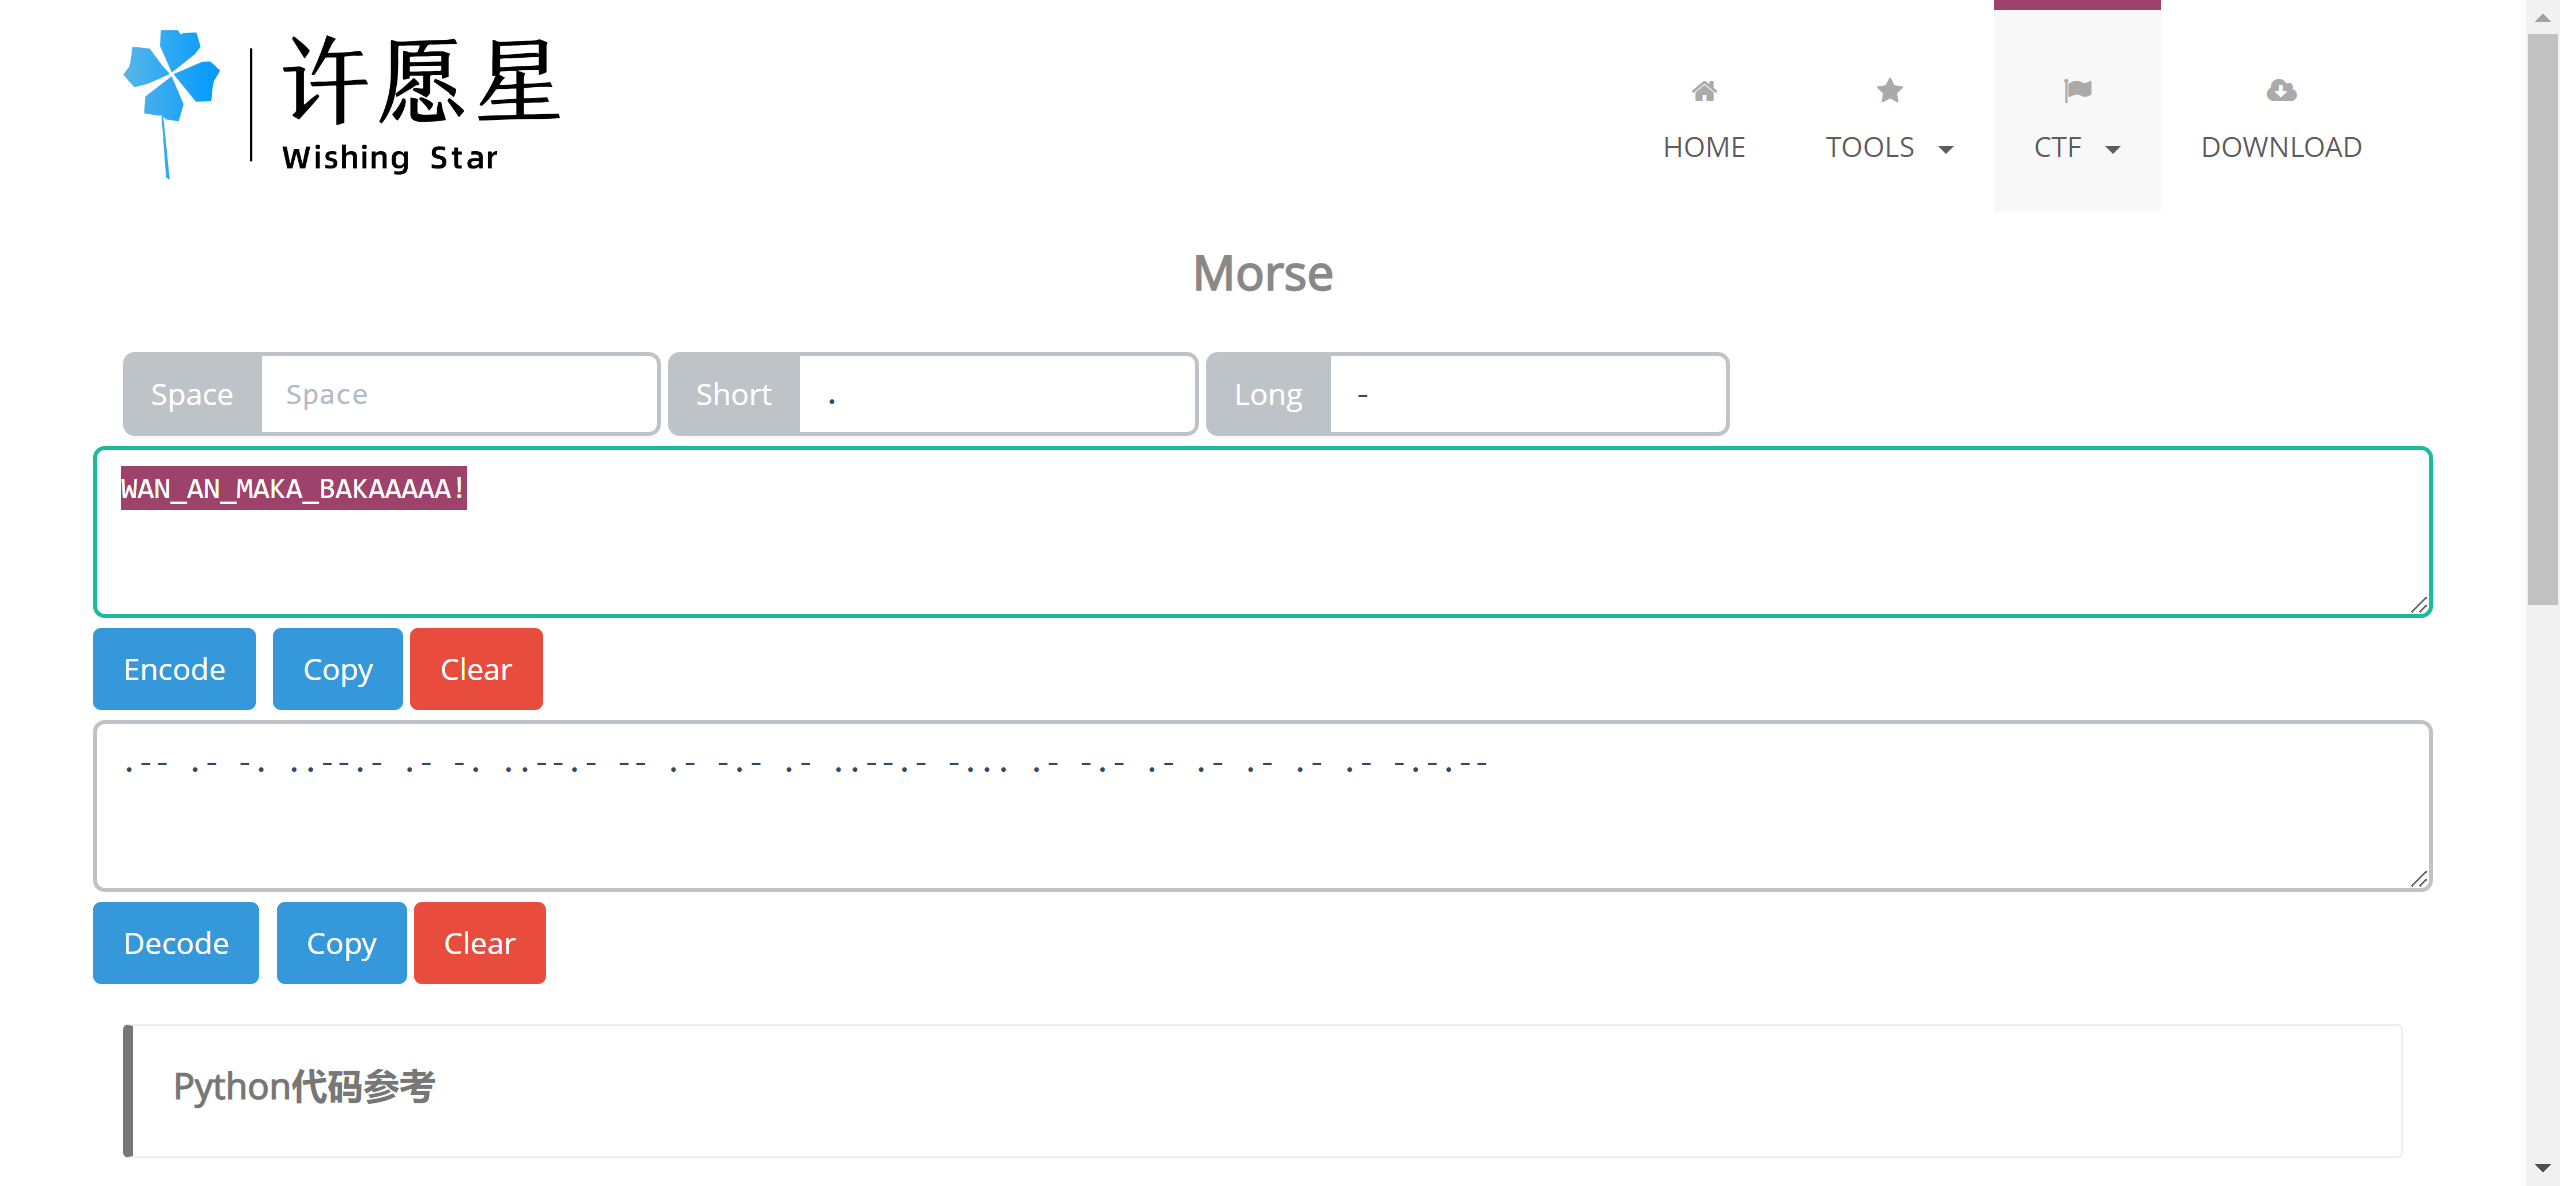 许愿星
Wishing Star
HOME
TOOLS
CTF
DOWNLOAD
Morse
Space Space
Short .
Long -
WAN_AN_MAKA_BAKAAAAA!
Encode Copy Clear
.-- .- -. ..--.- .- -. ..--.- -- .- -.- .- ..--.- -... .- -.- .- .- .- .- .- -.-.--
Decode Copy Clear
Python代码参考